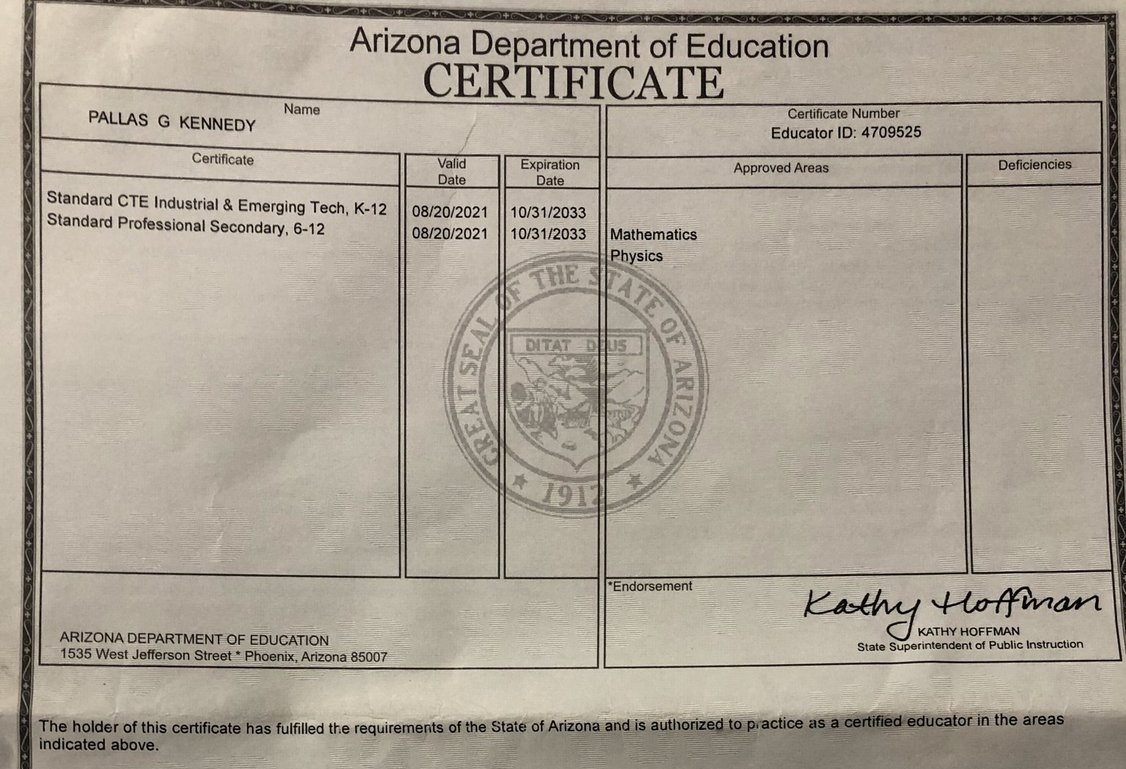 Arizona Department of Education
CERTIFICATE
Name
PALLAS G KENNEDY
Certificate Number
Educator ID: 4709525
Certificate
Valid Date
Expiration Date
Approved Areas
Deficiencies
Standard CTE Industrial & Emerging Tech, K-12 08/20/2021 10/31/2033
Standard Professional Secondary, 6-12 08/20/2021 10/31/2033 Mathematics
Physics
GREAT SEAL OF THE STATE OF ARIZONA
DITAT DEUS
1912
*Endorsement
Kathy Hoffman
KATHY HOFFMAN
State Superintendent of Public Instruction
ARIZONA DEPARTMENT OF EDUCATION
1535 West Jefferson Street * Phoenix, Arizona 85007
The holder of this certificate has fulfilled the requirements of the State of Arizona and is authorized to practice as a certified educator in the areas
indicated above.